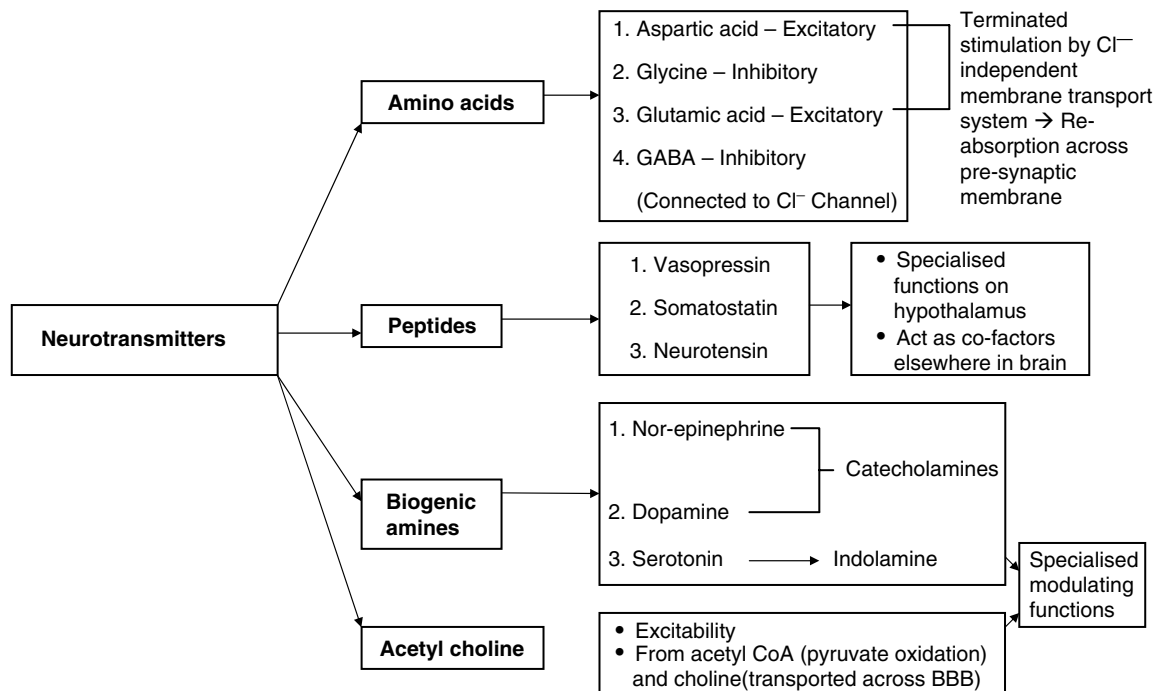 Neurotransmitters
Amino acids
1. Aspartic acid – Excitatory
2. Glycine – Inhibitory
3. Glutamic acid – Excitatory
4. GABA – Inhibitory
(Connected to Cl⁻ Channel)
Terminated
stimulation by Cl—
independent
membrane transport
system → Re-
absorption across
pre-synaptic
membrane
Peptides
1. Vasopressin
2. Somatostatin
3. Neurotensin
• Specialised
functions on
hypothalamus
• Act as co-factors
elsewhere in brain
Biogenic
amines
1. Nor-epinephrine
Catecholamines
2. Dopamine
3. Serotonin
Indolamine
Specialised
modulating
functions
Acetyl choline
• Excitability
• From acetyl CoA (pyruvate oxidation)
and choline(transported across BBB)